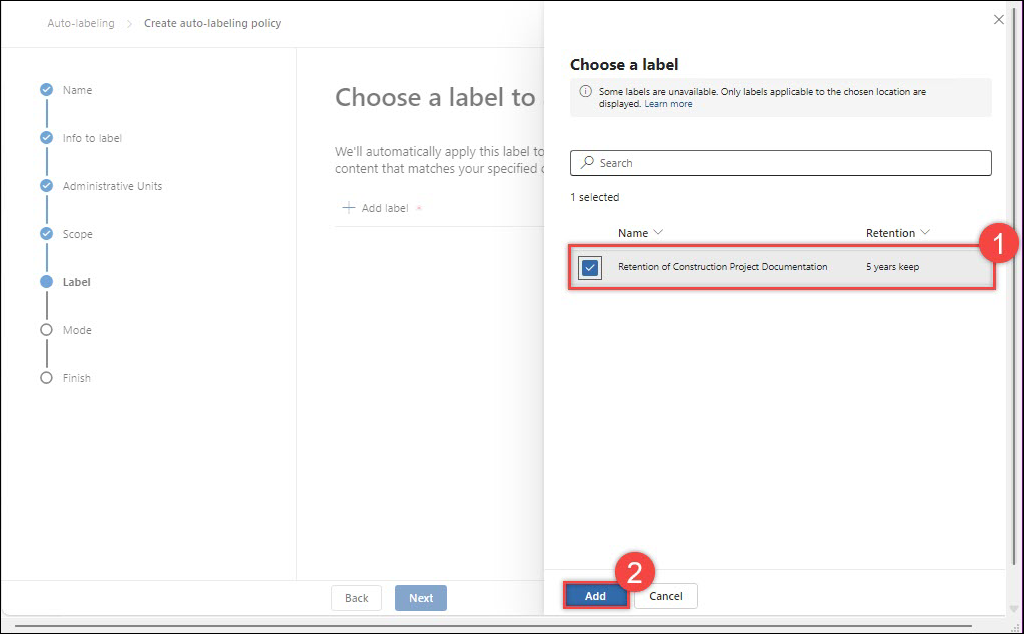 Auto-labeling > Create auto-labeling policy
Name
Info to label
Administrative Units
Scope
Label
Mode
Finish
Choose a label to
We'll automatically apply this label to
content that matches your specified
Add label *
Back
Next
Choose a label
Some labels are unavailable. Only labels applicable to the chosen location are
displayed. Learn more
Search
1 selected
Name
Retention
1
Retention of Construction Project Documentation
5 years keep
2
Add
Cancel